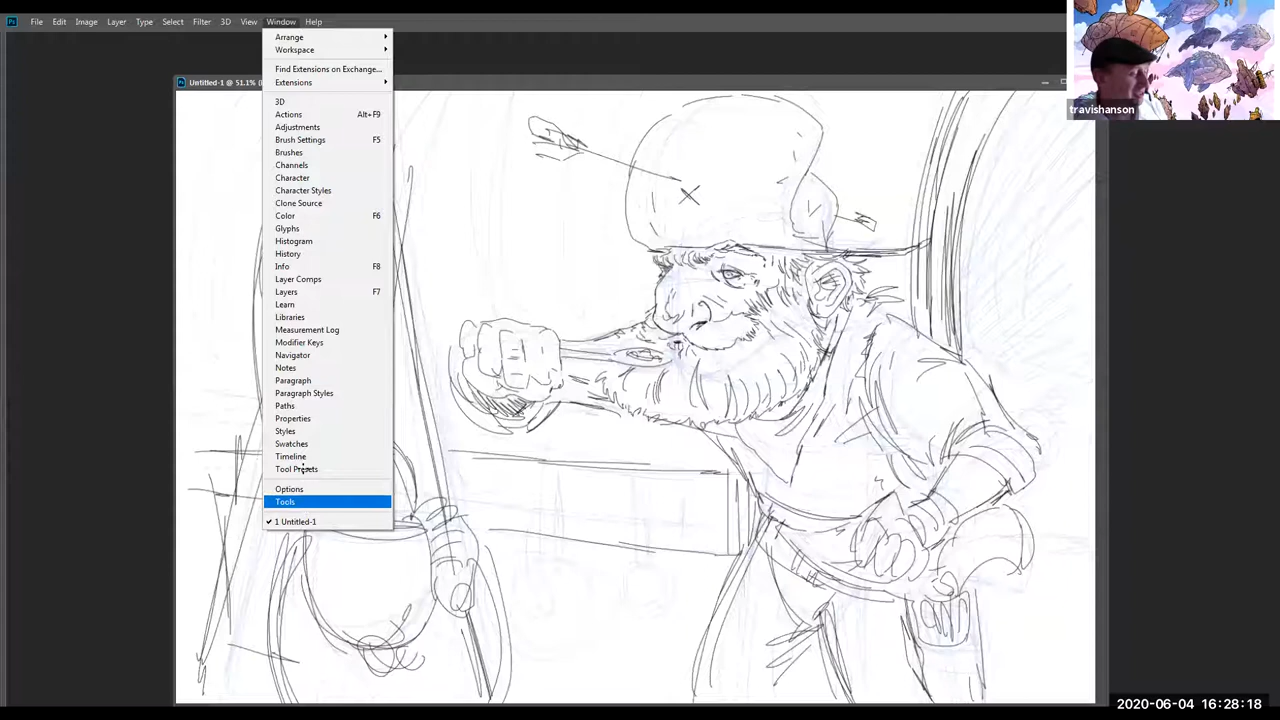 Ps File Edit Image Layer Type Select Filter 3D View Window Help
Arrange
Workspace
Find Extensions on Exchange...
Extensions
3D
Actions Alt+F9
Adjustments
Brush Settings F5
Brushes
Channels
Character
Character Styles
Clone Source
Color F6
Glyphs
Histogram
History
Info F8
Layer Comps
Layers F7
Learn
Libraries
Measurement Log
Modifier Keys
Navigator
Notes
Paragraph
Paragraph Styles
Paths
Properties
Styles
Swatches
Timeline
Tool Presets
Options
Tools
1 Untitled-1
Ps Untitled-1 @ 51.1%
travishanson
2020-06-04 16:28:18